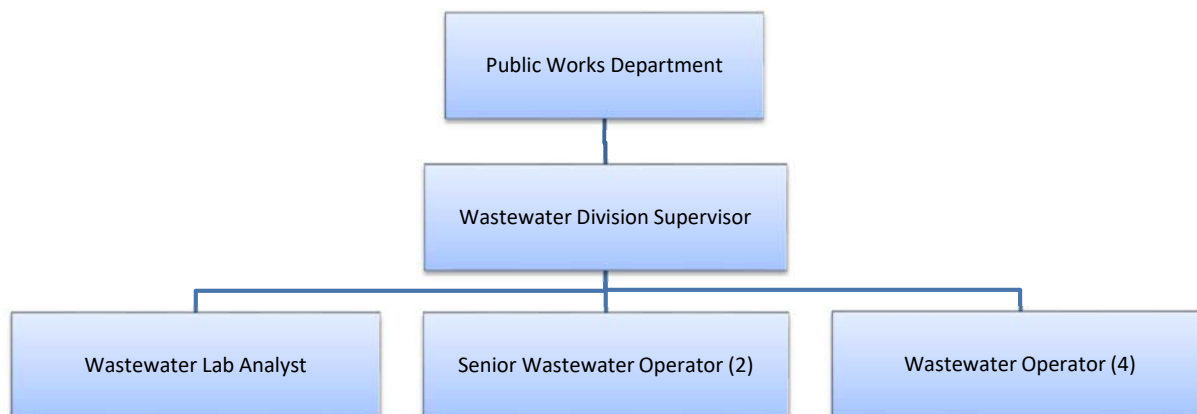 Public Works Department
Wastewater Division Supervisor
Wastewater Lab Analyst
Senior Wastewater Operator (2)
Wastewater Operator (4)